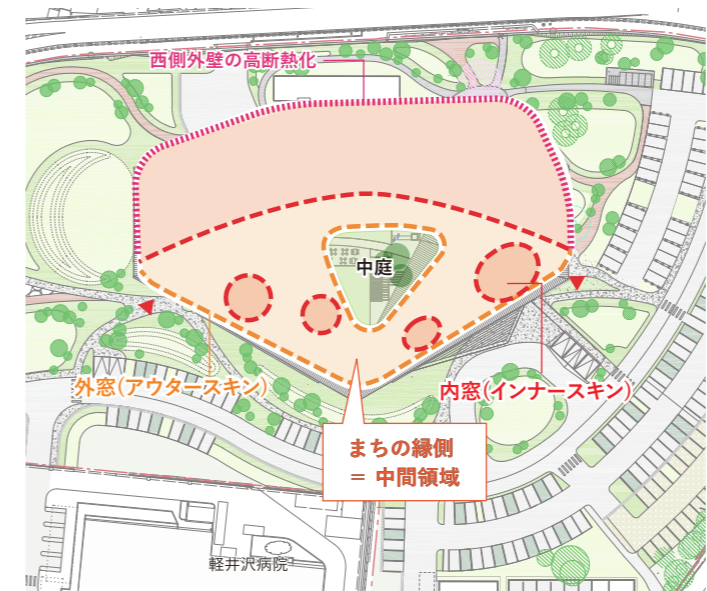 西側外壁の高断熱化
中庭
外窓(アウタースキン)
内窓(インナースキン)
まちの縁側
= 中間領域
軽井沢病院